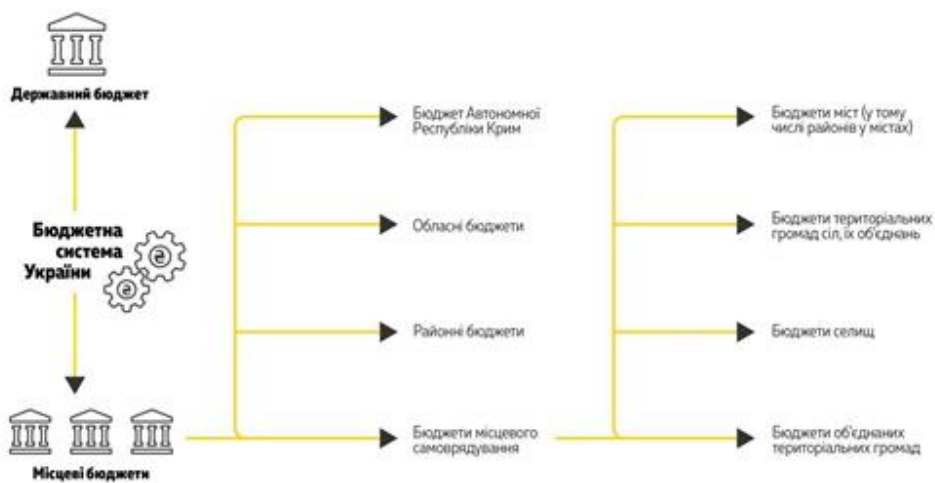 Державний бюджет
Бюджетна
система
України
₴
₴
Місцеві бюджети
Бюджет Автономної
Республіки Крим
Обласні бюджети
Районні бюджети
Бюджети місцевого
самоврядування
Бюджети міст (у тому
числі районів у містах)
Бюджети територіальних
громад сіл, їх об'єднань
Бюджети селищ
Бюджети об'єднаних
територіальних громад